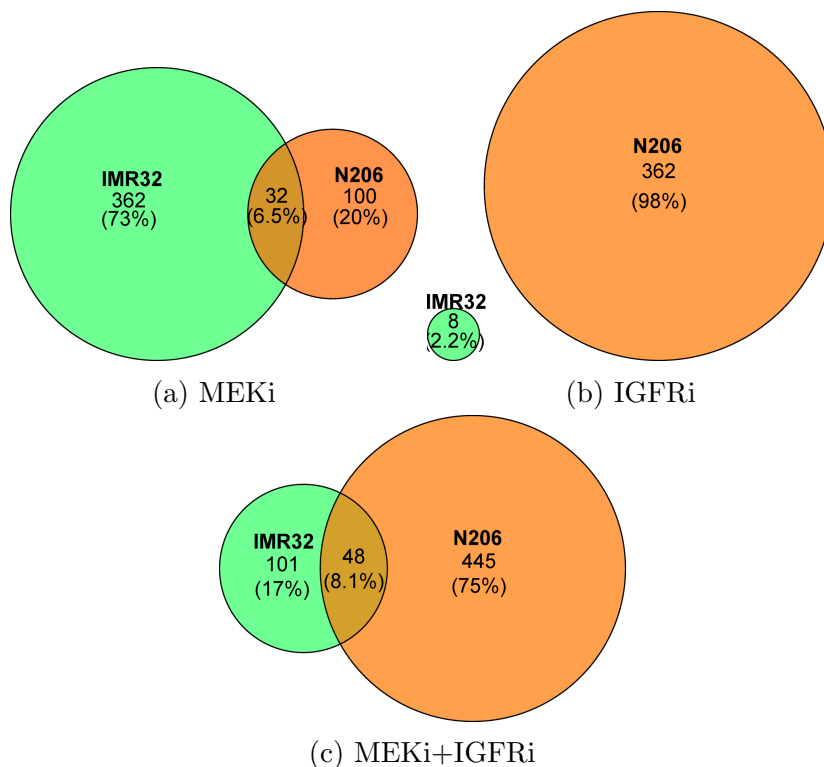 IMR32
362
(73%)
32
(6.5%)
N206
100
(20%)
(a) MEKi
N206
362
(98%)
IMR32
8
(2.2%)
(b) IGFRi
IMR32
101
(17%)
48
(8.1%)
N206
445
(75%)
(c) MEKi+IGFRi